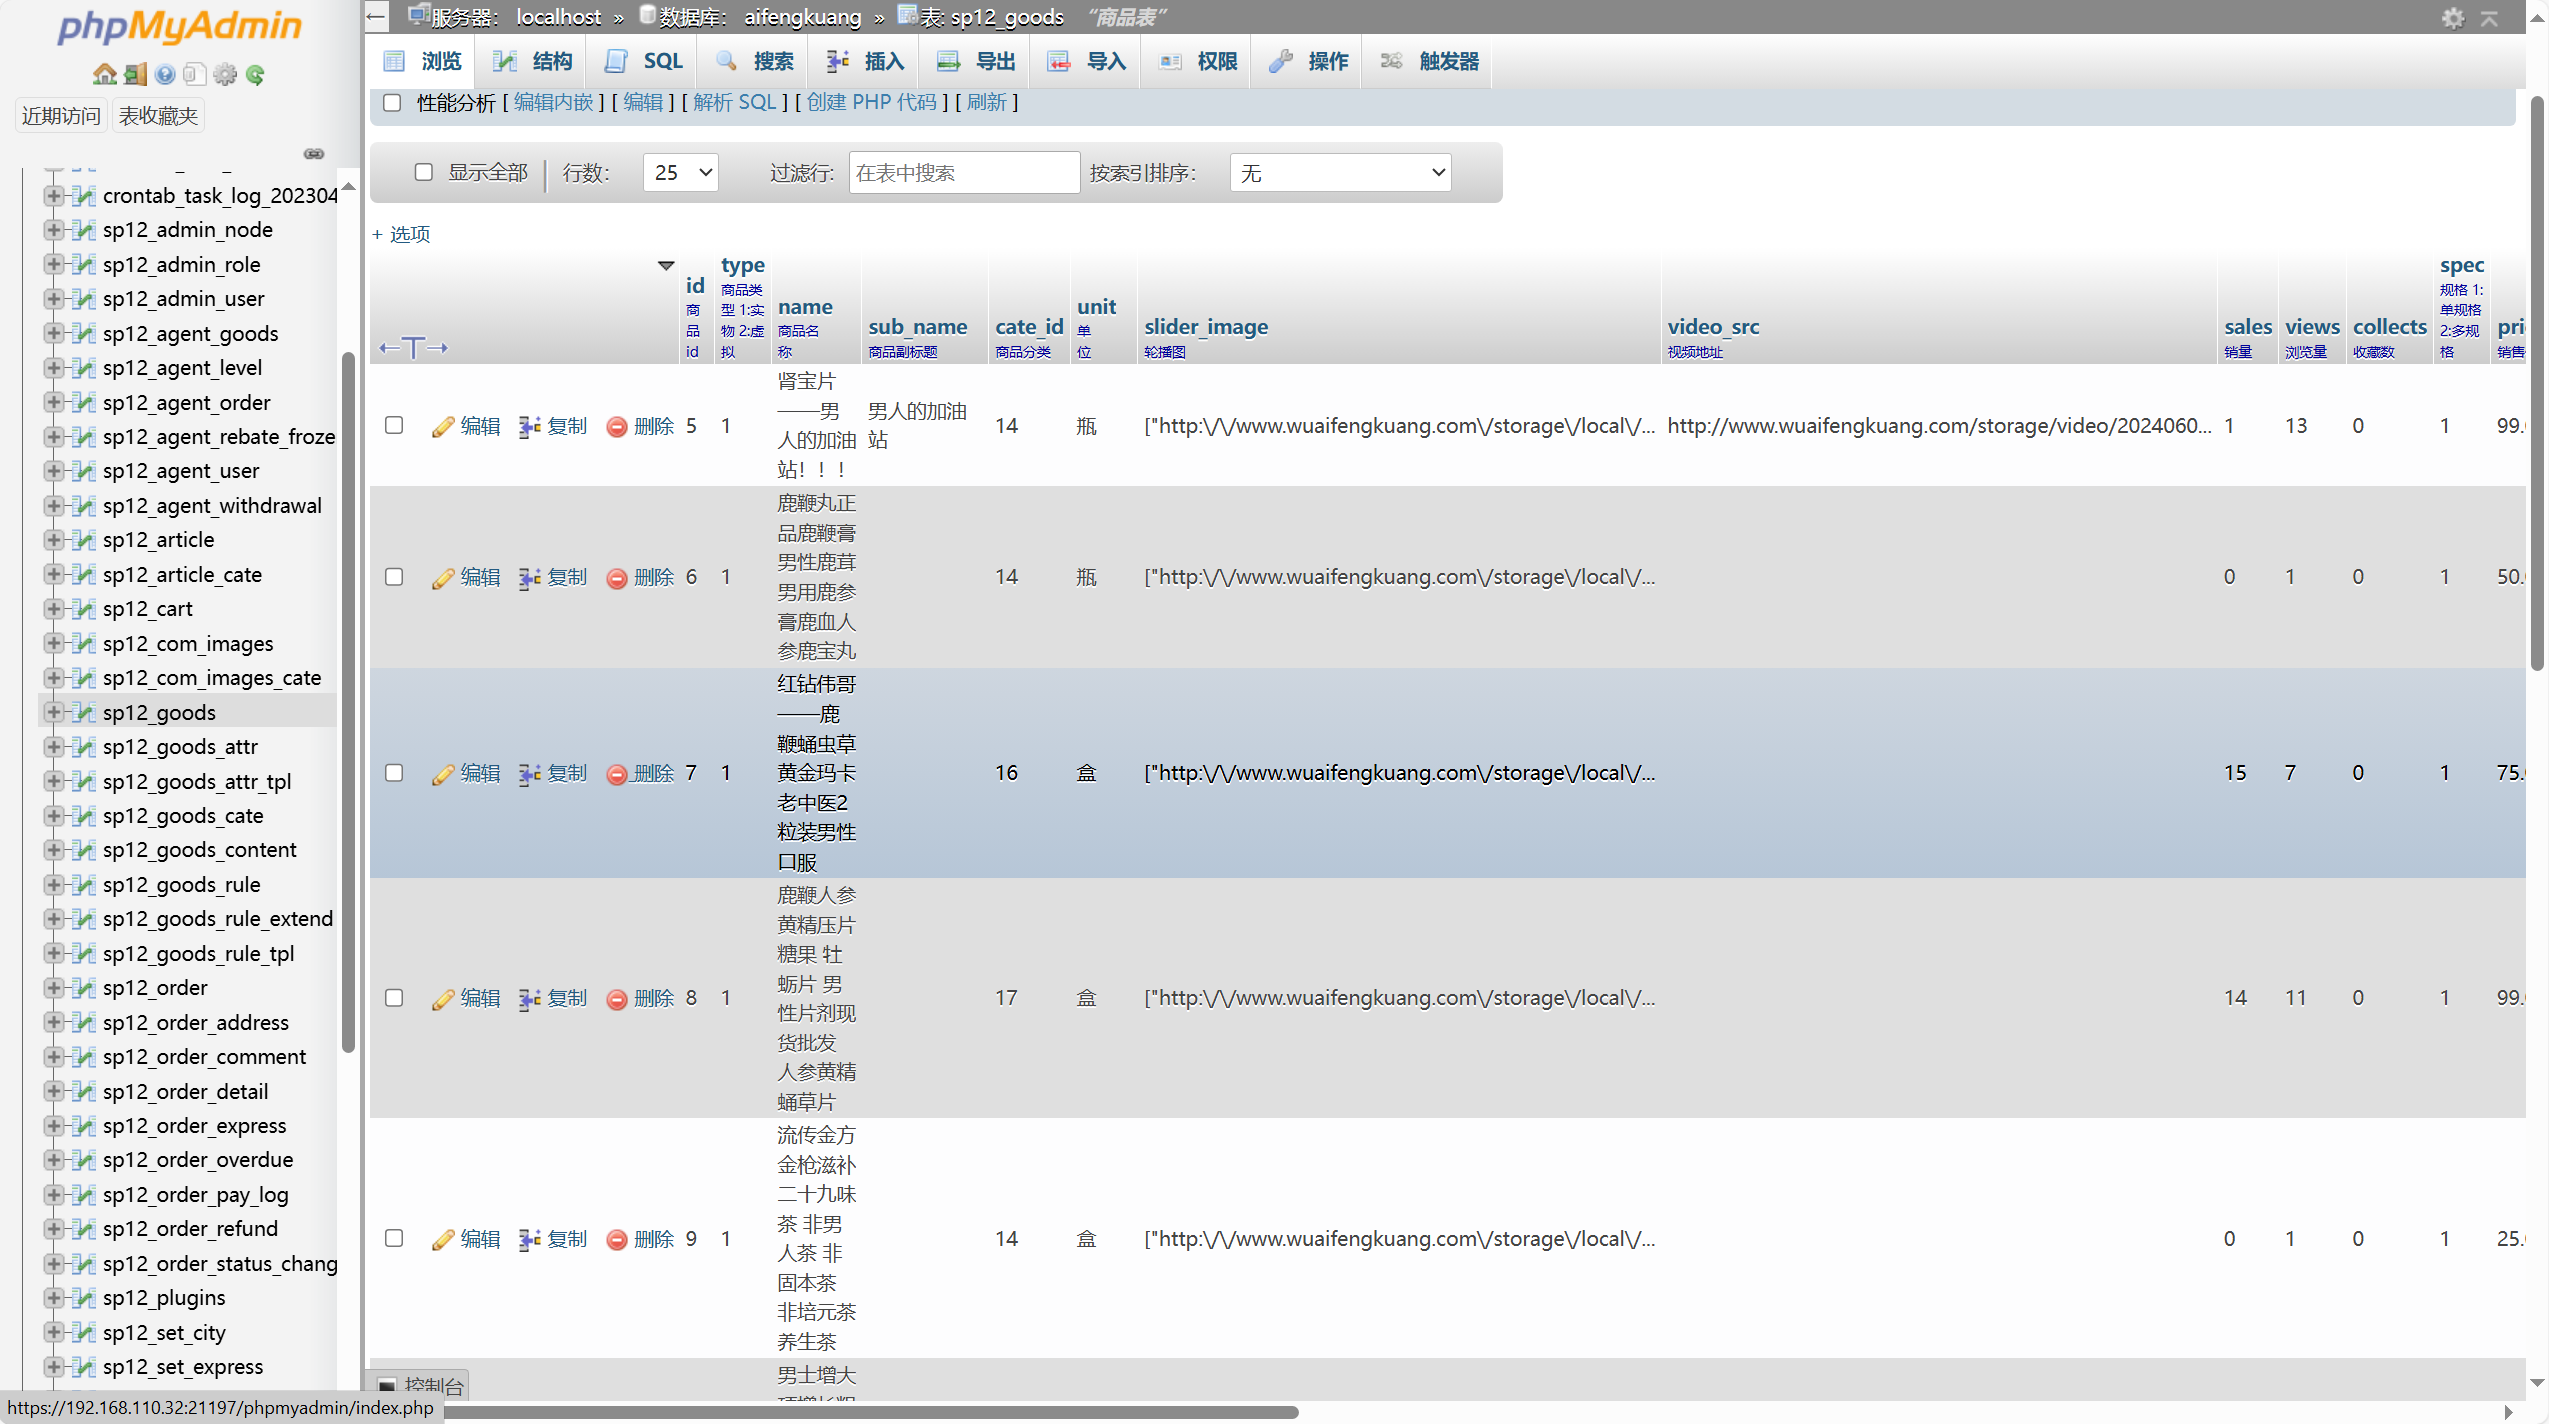 phpMyAdmin
近期访问 表收藏夹
crontab_task_log_202304
sp12_admin_node
sp12_admin_role
sp12_admin_user
sp12_agent_goods
sp12_agent_level
sp12_agent_order
sp12_agent_rebate_froze
sp12_agent_user
sp12_agent_withdrawal
sp12_article
sp12_article_cate
sp12_cart
sp12_com_images
sp12_com_images_cate
sp12_goods
sp12_goods_attr
sp12_goods_attr_tpl
sp12_goods_cate
sp12_goods_content
sp12_goods_rule
sp12_goods_rule_extend
sp12_goods_rule_tpl
sp12_order
sp12_order_address
sp12_order_comment
sp12_order_detail
sp12_order_express
sp12_order_overdue
sp12_order_pay_log
sp12_order_refund
sp12_order_status_chang
sp12_plugins
sp12_set_city
sp12_set_express
https://192.168.110.32:21197/phpmyadmin/index.php
服务器: localhost » 数据库: aifengkuang » 表: sp12_goods “商品表”
浏览 结构 SQL 搜索 插入 导出 导入 权限 操作 触发器
性能分析 [ 编辑内嵌 ] [ 编辑 ] [ 解析 SQL ] [ 创建 PHP 代码 ] [ 刷新 ]
显示全部 行数: 25 过滤行: 在表中搜索 按索引排序: 无
+ 选项
←T→
id
商
品
id
type
商品类
型 1:实
物 2:虚
拟
name
商品名
称
sub_name
商品副标题
cate_id
商品分类
unit
单
位
slider_image
轮播图
video_src
视频地址
sales
销量
views
浏览量
collects
收藏数
spec
规格 1:
单规格
2:多规
格
pri
销售
编辑 复制 删除 5 1
肾宝片
——男
人的加油
站！！！
男人的加油
站
14 瓶 ["http:\/\/www.wuaifengkuang.com\/storage\/local\/... http://www.wuaifengkuang.com/storage/video/2024060... 1 13 0 1 99.
编辑 复制 删除 6 1
鹿鞭丸正
品鹿鞭膏
男性鹿茸
男用鹿参
膏鹿血人
参鹿宝丸
14 瓶 ["http:\/\/www.wuaifengkuang.com\/storage\/local\/... 0 1 0 1 50.
编辑 复制 删除 7 1
红钻伟哥
——鹿
鞭蛹虫草
黄金玛卡
老中医2
粒装男性
口服
16 盒 ["http:\/\/www.wuaifengkuang.com\/storage\/local\/... 15 7 0 1 75.
编辑 复制 删除 8 1
鹿鞭人参
黄精压片
糖果 牡
蛎片 男
性片剂现
货批发
人参黄精
蛹草片
17 盒 ["http:\/\/www.wuaifengkuang.com\/storage\/local\/... 14 11 0 1 99.
编辑 复制 删除 9 1
流传金方
金枪滋补
二十九味
茶 非男
人茶 非
固本茶
非培元茶
养生茶
14 盒 ["http:\/\/www.wuaifengkuang.com\/storage\/local\/... 0 1 0 1 25.
男士增大
控制台